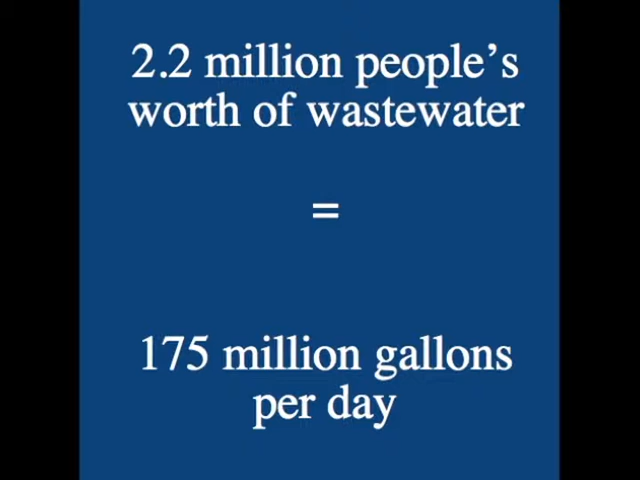 2.2 million people’s
worth of wastewater
=
175 million gallons
per day